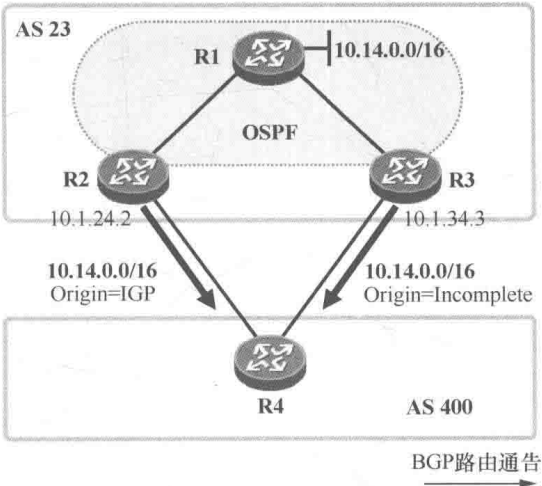 AS 23
R1
10.14.0.0/16
OSPF
R2
R3
10.1.24.2
10.1.34.3
10.14.0.0/16
Origin=IGP
10.14.0.0/16
Origin=Incomplete
R4
AS 400
BGP路由通告